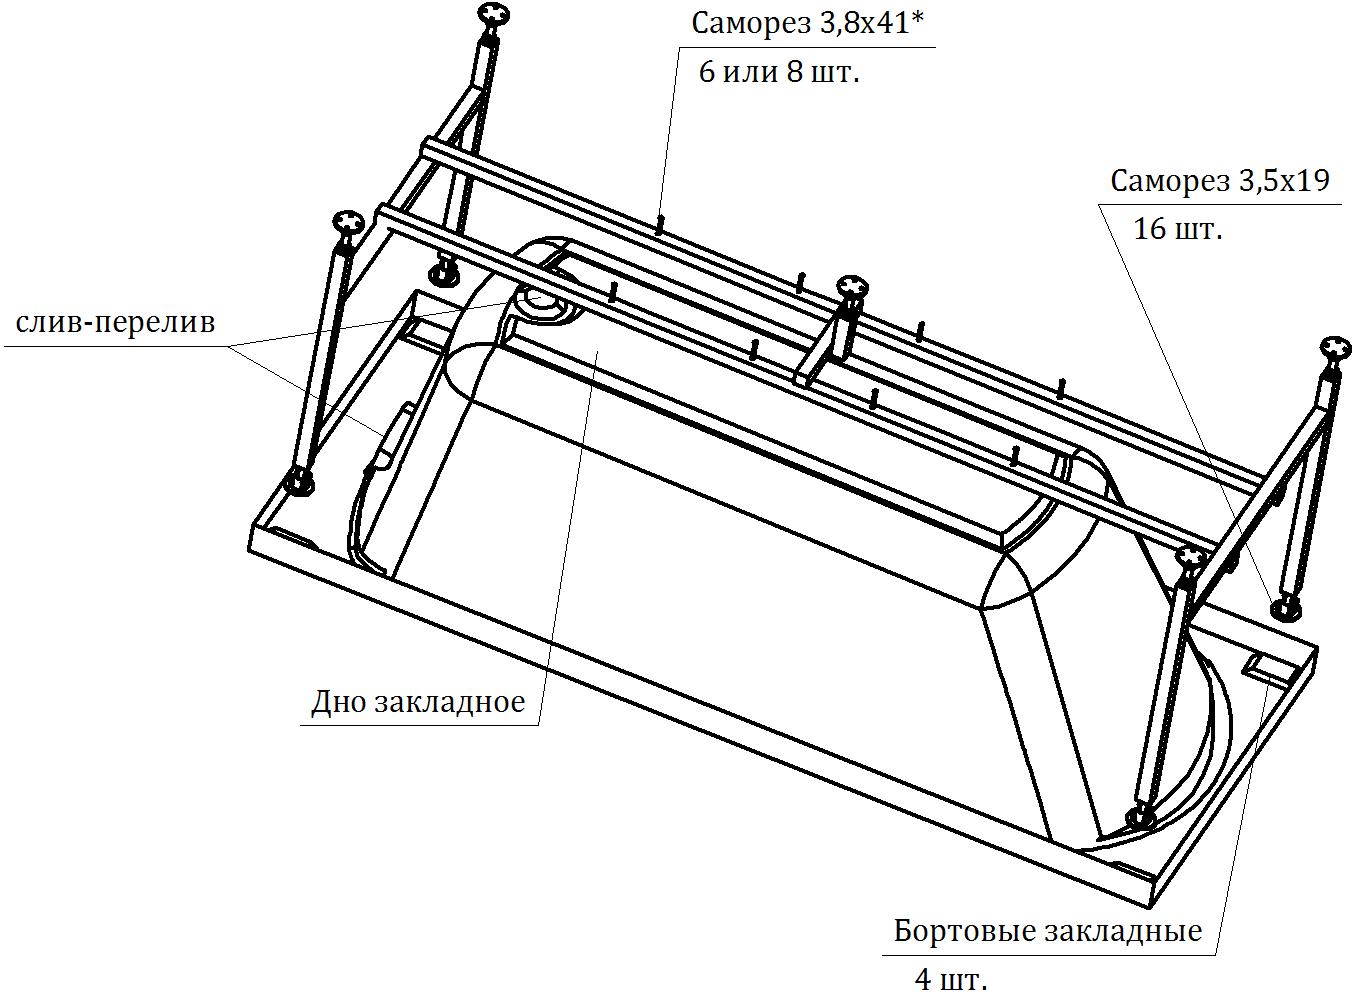 Саморез 3,8х41*
6 или 8 шт.
Саморез 3,5х19
16 шт.
слив-перелив
Дно закладное
Бортовые закладные
4 шт.